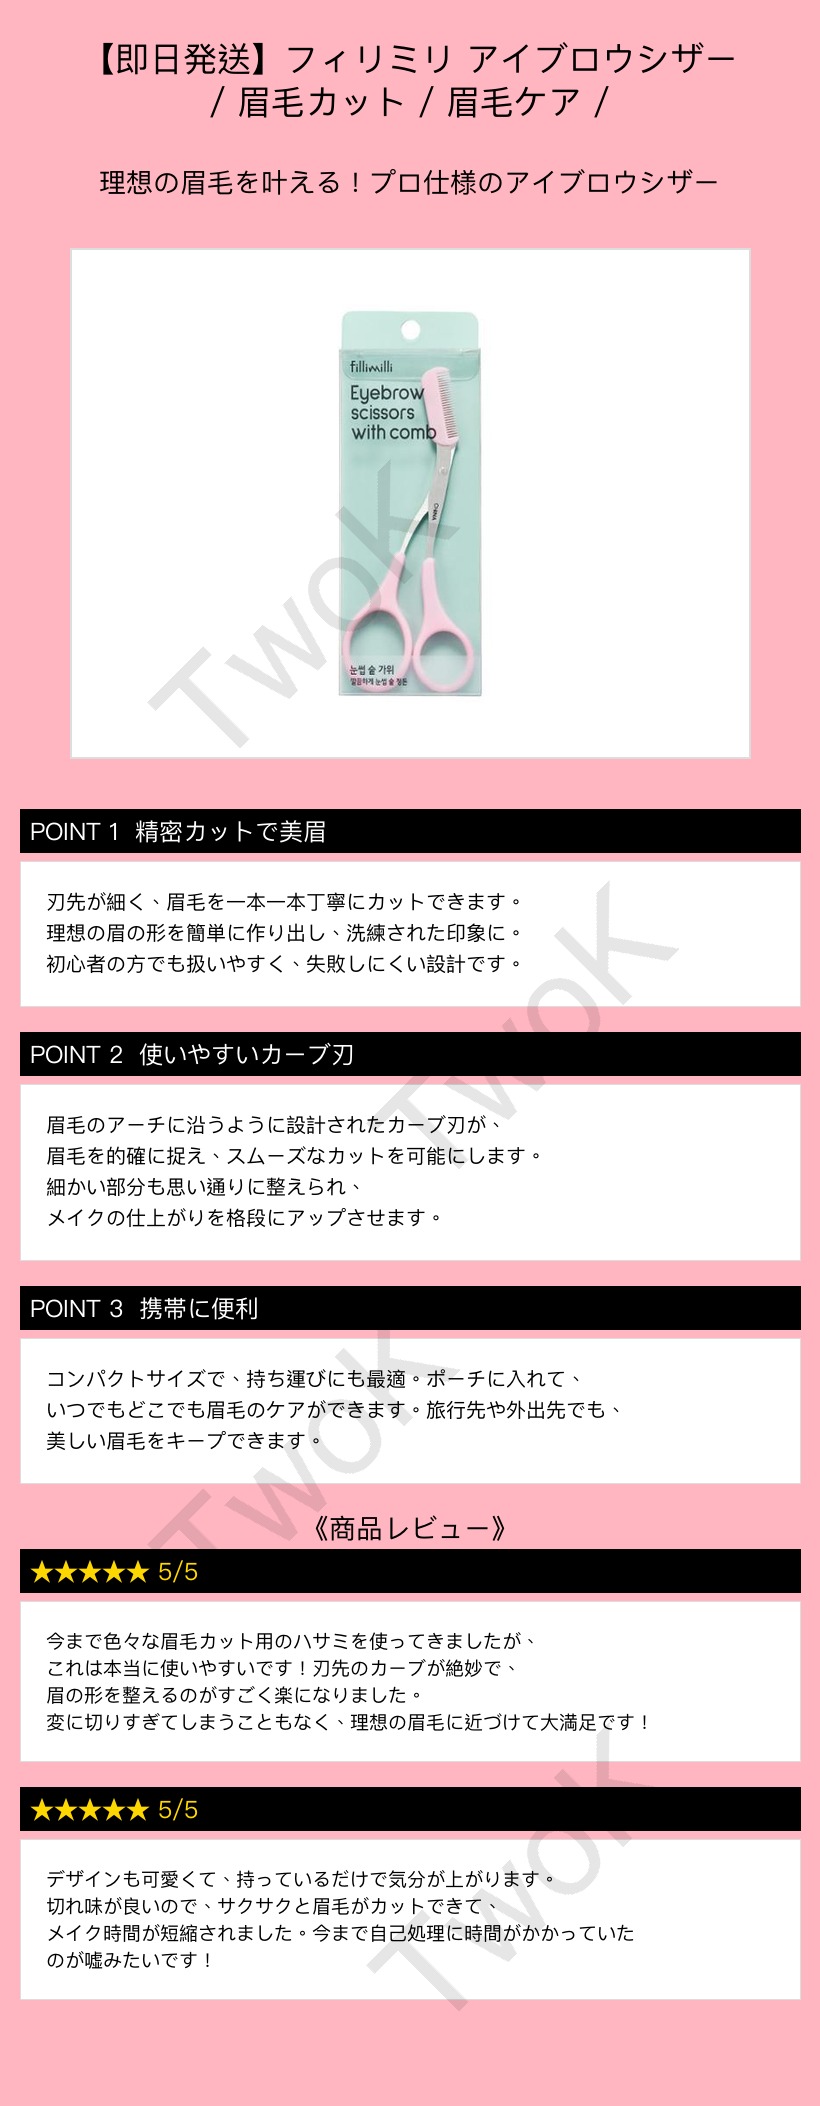 【即日発送】フィリミリ アイブロウシザー
/ 眉毛カット / 眉毛ケア /
理想の眉毛を叶える！プロ仕様のアイブロウシザー
fillimilli
Eyebrow
scissors
with comb
CHINA
눈썹 숱 가위
깔끔하게 눈썹 숱 정돈
TwoK
POINT 1 精密カットで美眉
刃先が細く、眉毛を一本一本丁寧にカットできます。
理想の眉の形を簡単に作り出し、洗練された印象に。
初心者の方でも扱いやすく、失敗しにくい設計です。
TwoK
POINT 2 使いやすいカーブ刃
眉毛のアーチに沿うように設計されたカーブ刃が、
眉毛を的確に捉え、スムーズなカットを可能にします。
細かい部分も思い通りに整えられ、
メイクの仕上がりを格段にアップさせます。
POINT 3 携帯に便利
コンパクトサイズで、持ち運びにも最適。ポーチに入れて、
いつでもどこでも眉毛のケアができます。旅行先や外出先でも、
美しい眉毛をキープできます。
TwoK
《商品レビュー》
★★★★★ 5/5
今まで色々な眉毛カット用のハサミを使ってきましたが、
これは本当に使いやすいです！刃先のカーブが絶妙で、
眉の形を整えるのがすごく楽になりました。
変に切りすぎてしまうこともなく、理想の眉毛に近づけて大満足です！
★★★★★ 5/5
デザインも可愛くて、持っているだけで気分が上がります。
切れ味が良いので、サクサクと眉毛がカットできて、
メイク時間が短縮されました。今まで自己処理に時間がかかっていた
のが嘘みたいです！
TwoK